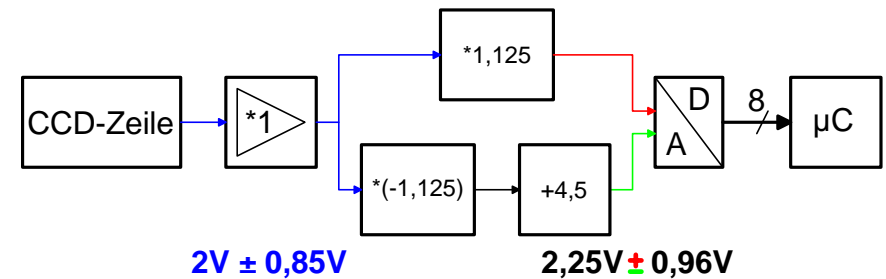 *1,125
CCD-Zeile
*1
D
A
8
µC
*(-1,125)
+4,5
2V ± 0,85V
2,25V ± 0,96V